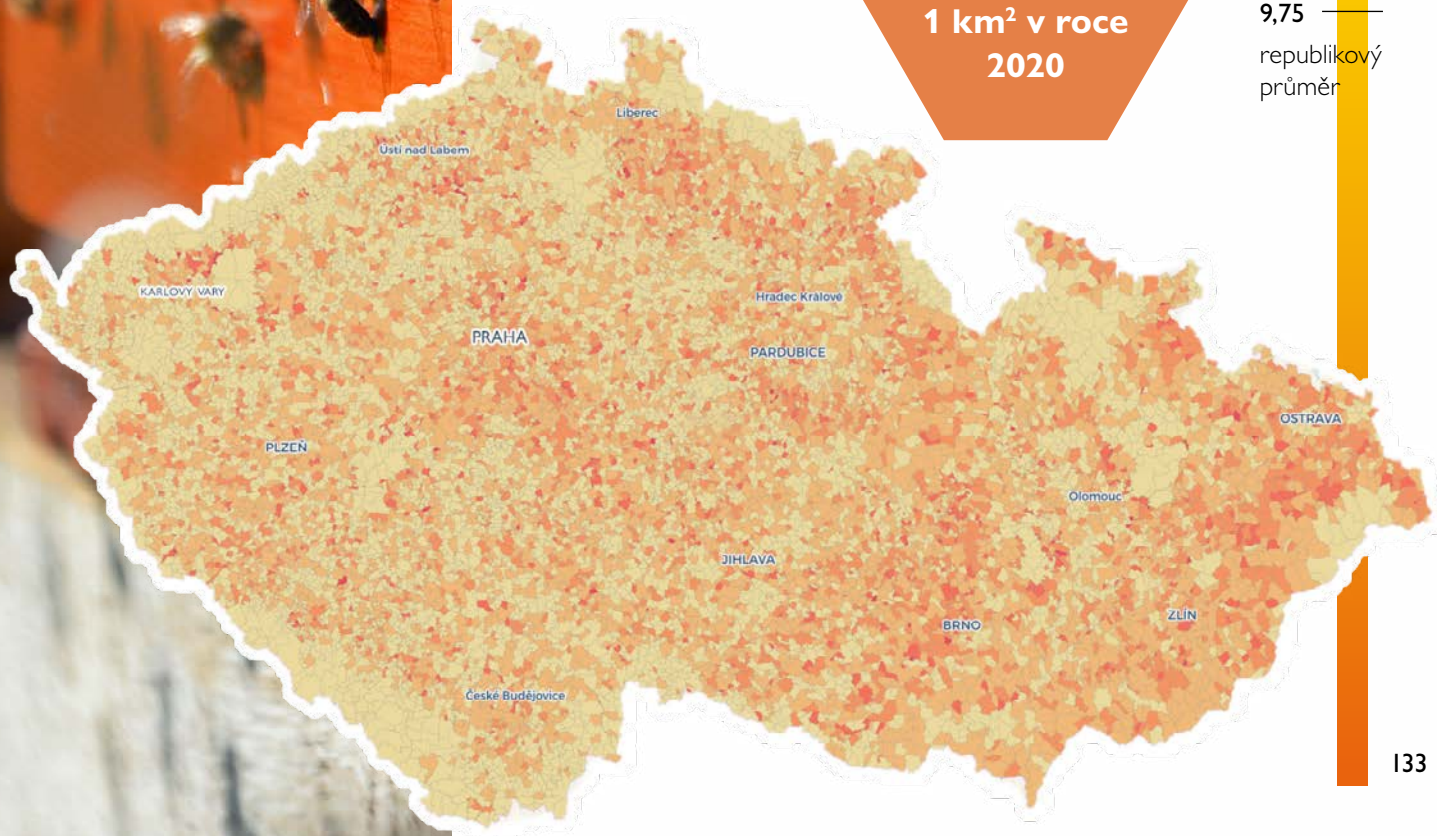 1 km² v roce
2020
9,75
republikový
průměr
Liberec
Ústí nad Labem
KARLOVY VARY
Hradec Králové
PRAHA
PARDUBICE
OSTRAVA
PLZEŇ
Olomouc
JIHLAVA
ZLÍN
BRNO
České Budějovice
133